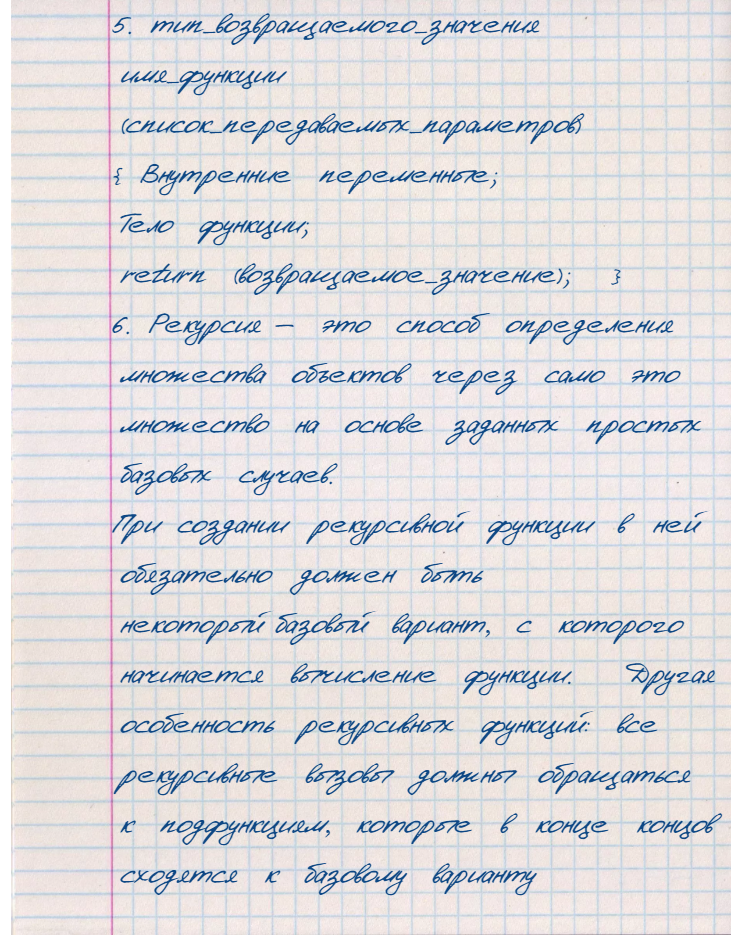 5. тип_возвращаемого_значения
имя_функции
(список_передаваемых_параметров)
{ Внутренние переменные;
Тело функции;
return (возвращаемое_значение); }
6. Рекурсия — это способ определения
множества объектов через само это
множество на основе заданных простых
базовых случаев.
При создании рекурсивной функции в ней
обязательно должен быть
некоторый базовый вариант, с которого
начинается вычисление функции. Другая
особенность рекурсивных функций: все
рекурсивные вызовы должны обращаться
к подфункциям, которые в конце концов
сходятся к базовому варианту